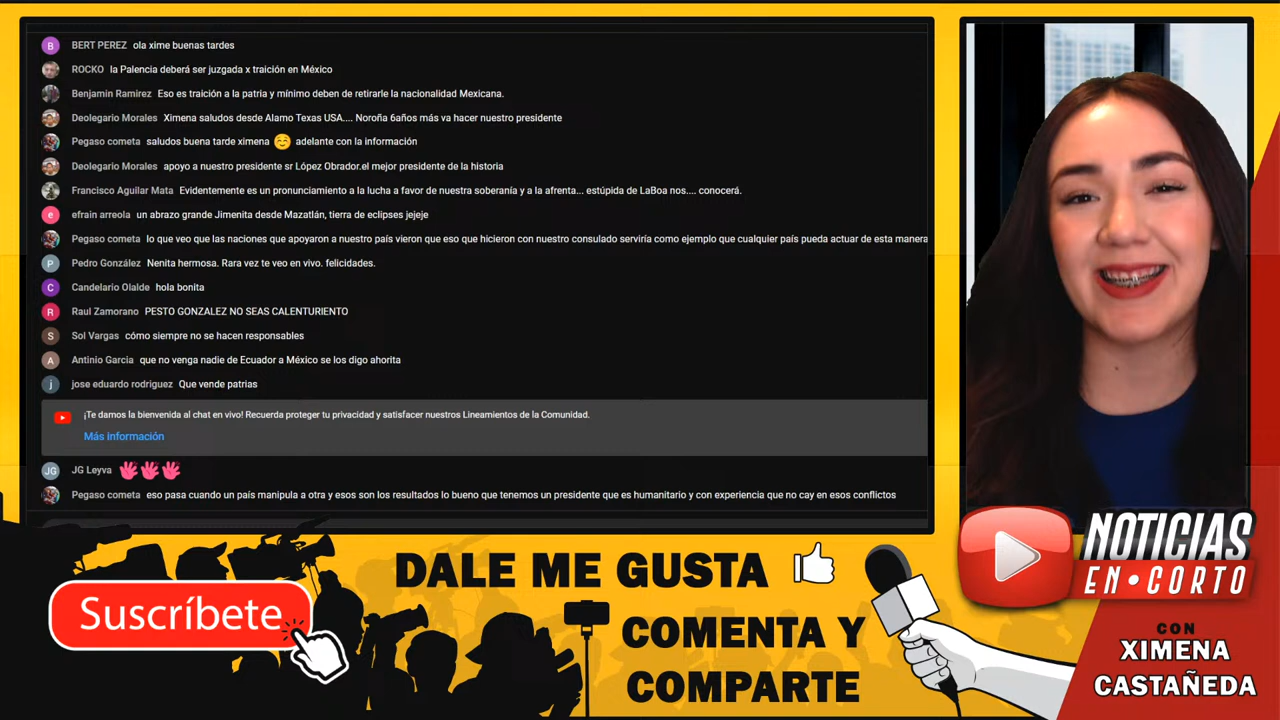 B BERT PEREZ ola xime buenas tardes
ROCKO la Palencia deberá ser juzgada x traición en México
Benjamin Ramirez Eso es traición a la patria y mínimo deben de retirarle la nacionalidad Mexicana.
Deolegario Morales Ximena saludos desde Alamo Texas USA.... Noroña 6años más va hacer nuestro presidente
Pegaso cometa saludos buena tarde ximena ☺️ adelante con la información
Deolegario Morales apoyo a nuestro presidente sr López Obrador.el mejor presidente de la historia
Francisco Aguilar Mata Evidentemente es un pronunciamiento a la lucha a favor de nuestra soberanía y a la afrenta... estúpida de LaBoa nos.... conocerá.
e efrain arreola un abrazo grande Jimenita desde Mazatlán, tierra de eclipses jejeje
Pegaso cometa lo que veo que las naciones que apoyaron a nuestro país vieron que eso que hicieron con nuestro consulado serviría como ejemplo que cualquier país pueda actuar de esta manera
P Pedro González Nenita hermosa. Rara vez te veo en vivo. felicidades.
C Candelario Olalde hola bonita
R Raul Zamorano PESTO GONZALEZ NO SEAS CALENTURIENTO
S Sol Vargas cómo siempre no se hacen responsables
A Antinio Garcia que no venga nadie de Ecuador a México se los digo ahorita
j jose eduardo rodriguez Que vende patrias
¡Te damos la bienvenida al chat en vivo! Recuerda proteger tu privacidad y satisfacer nuestros Lineamientos de la Comunidad.
Más información
JG JG Leyva
Pegaso cometa eso pasa cuando un país manipula a otra y esos son los resultados lo bueno que tenemos un presidente que es humanitario y con experiencia que no cay en esos conflictos
Suscríbete
DALE ME GUSTA
COMENTA Y
COMPARTE
NOTICIAS
EN•CORTO
CON
XIMENA
CASTAÑEDA